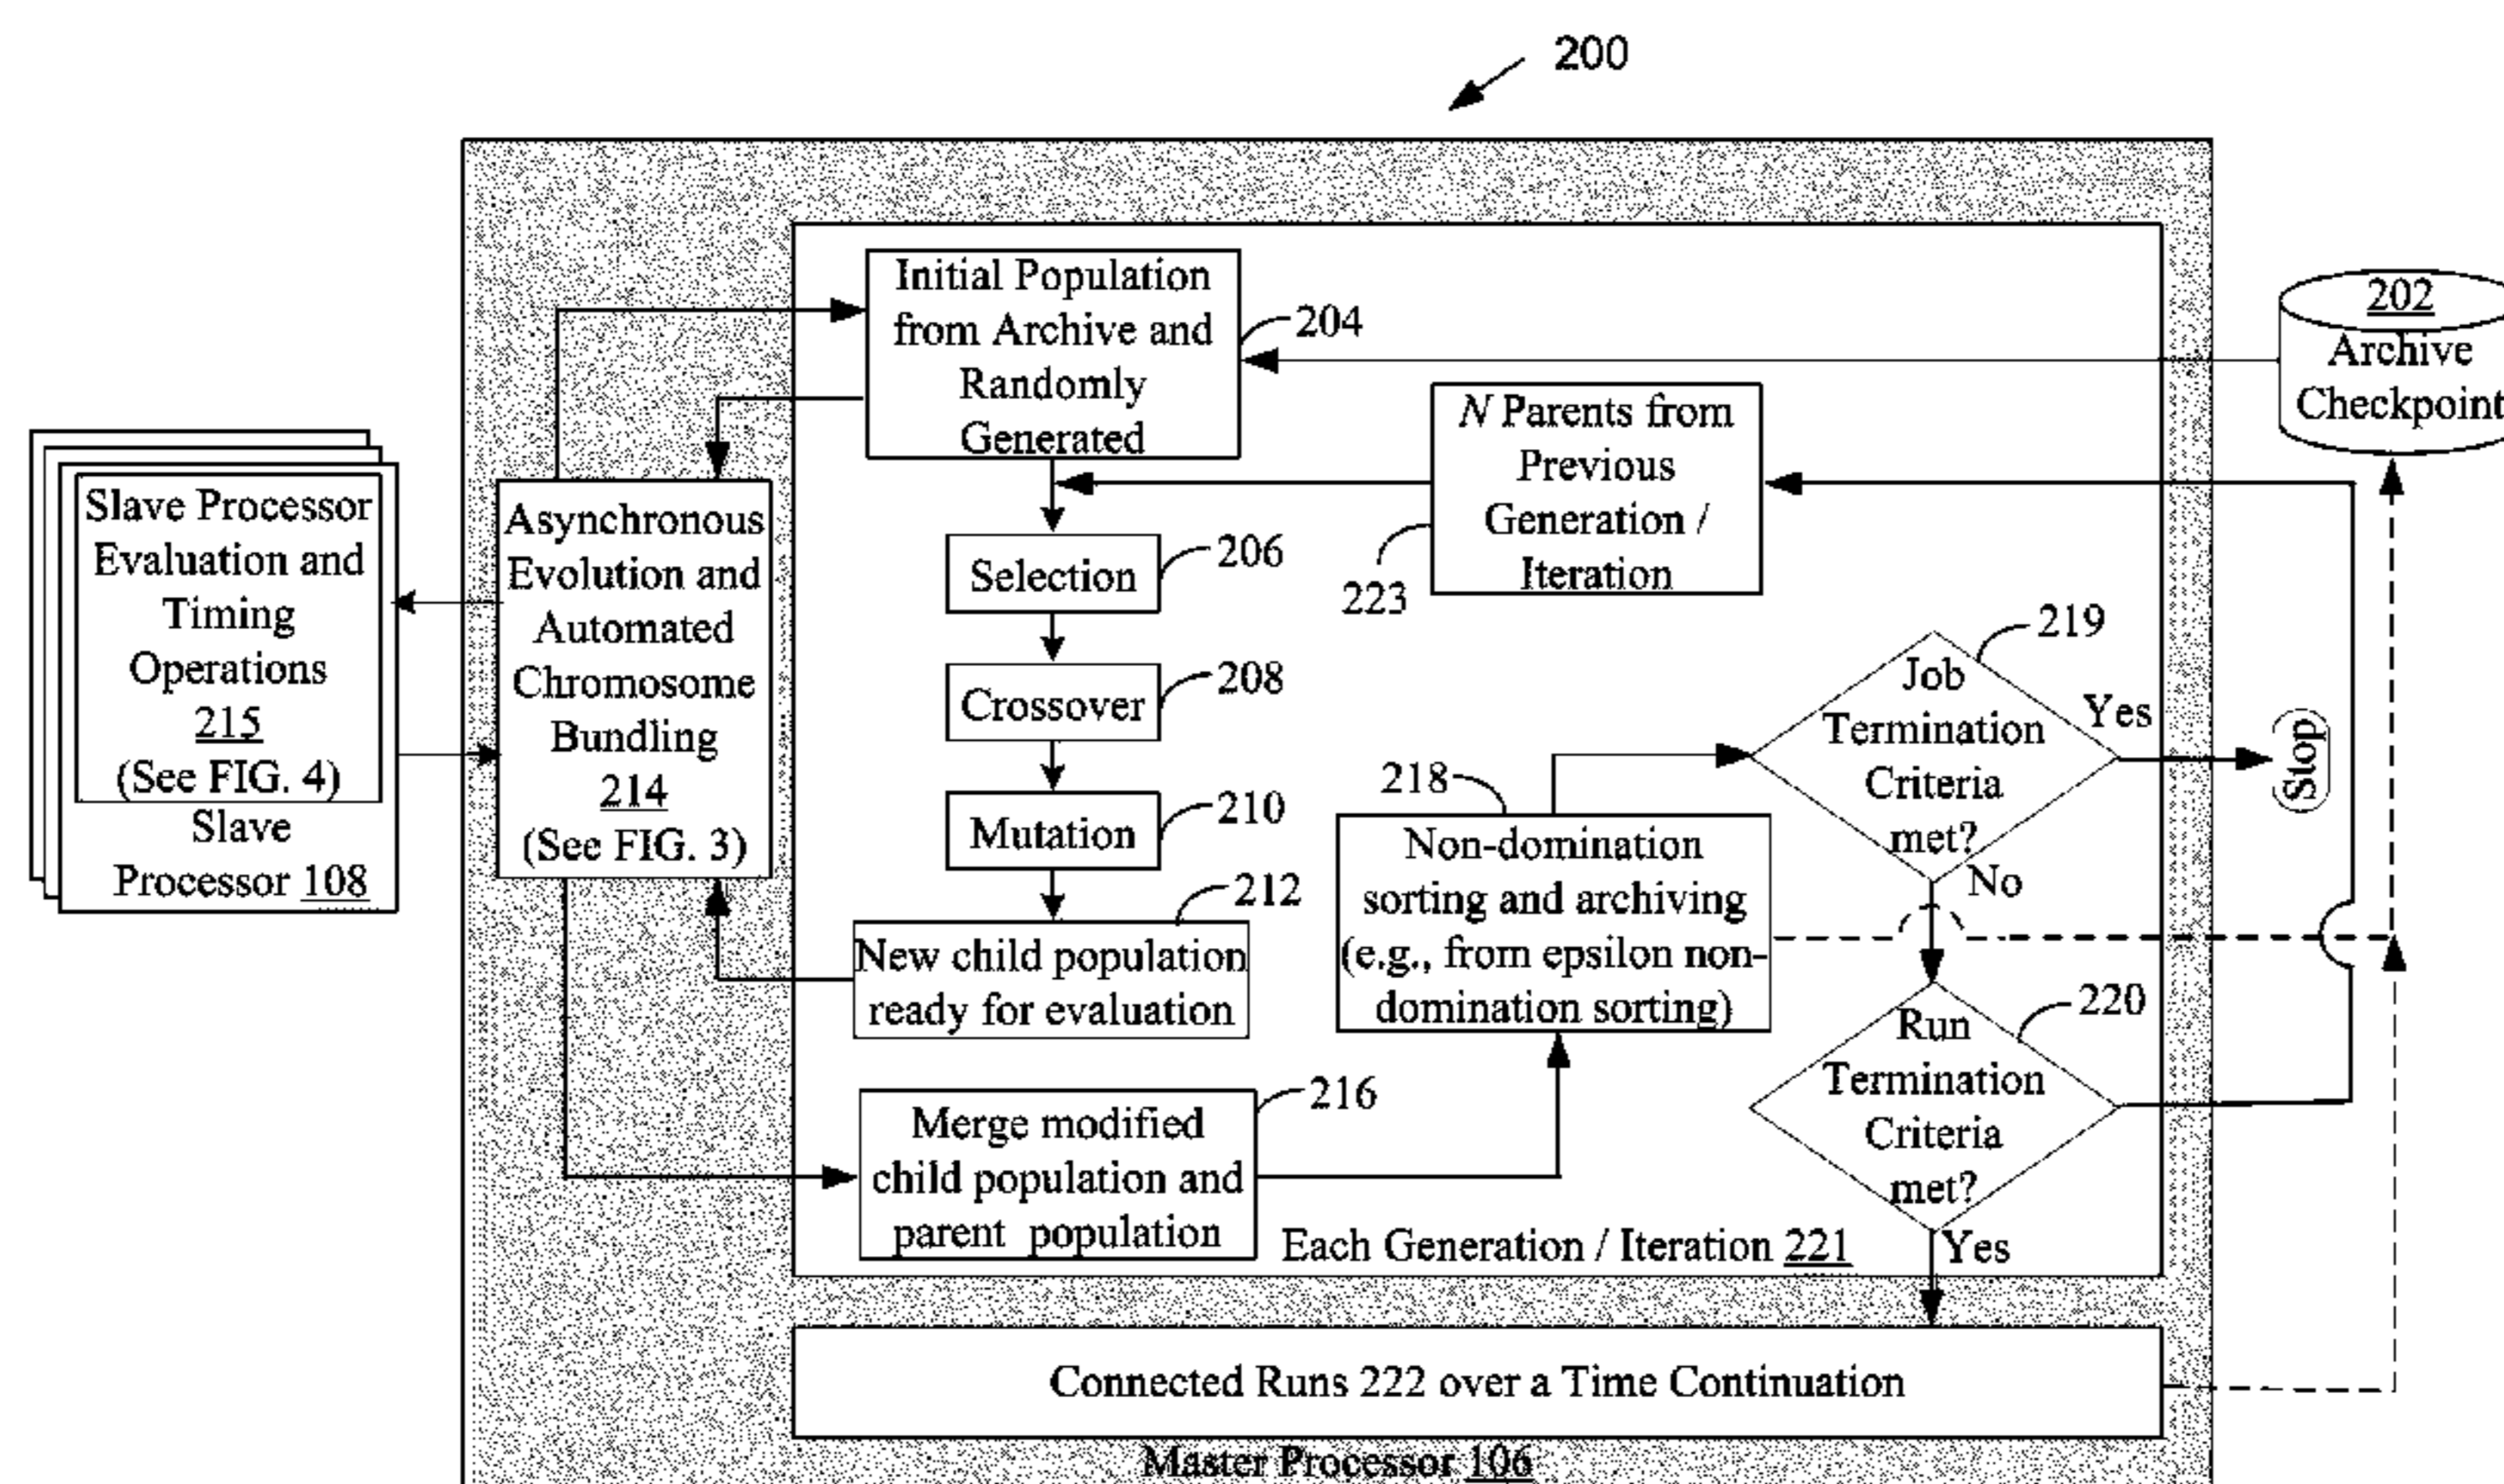 200
Initial Population
from Archive and
Randomly
Generated
204
202
Archive
Checkpoint
N Parents from
Previous
Generation /
Iteration
223
Slave Processor
Evaluation and
Timing
Operations
215
(See FIG. 4)
Slave
Processor 108
Asynchronous
Evolution and
Automated
Chromosome
Bundling
214
(See FIG. 3)
Selection
206
Crossover
208
Mutation
210
New child population
ready for evaluation
212
Merge modified
child population and
parent population
216
218
Non-domination
sorting and archiving
(e.g., from epsilon non-
domination sorting)
219
Job
Termination
Criteria
met?
Yes
Stop
No
220
Run
Termination
Criteria
met?
Yes
Each Generation / Iteration 221
Connected Runs 222 over a Time Continuation
Master Processor 106